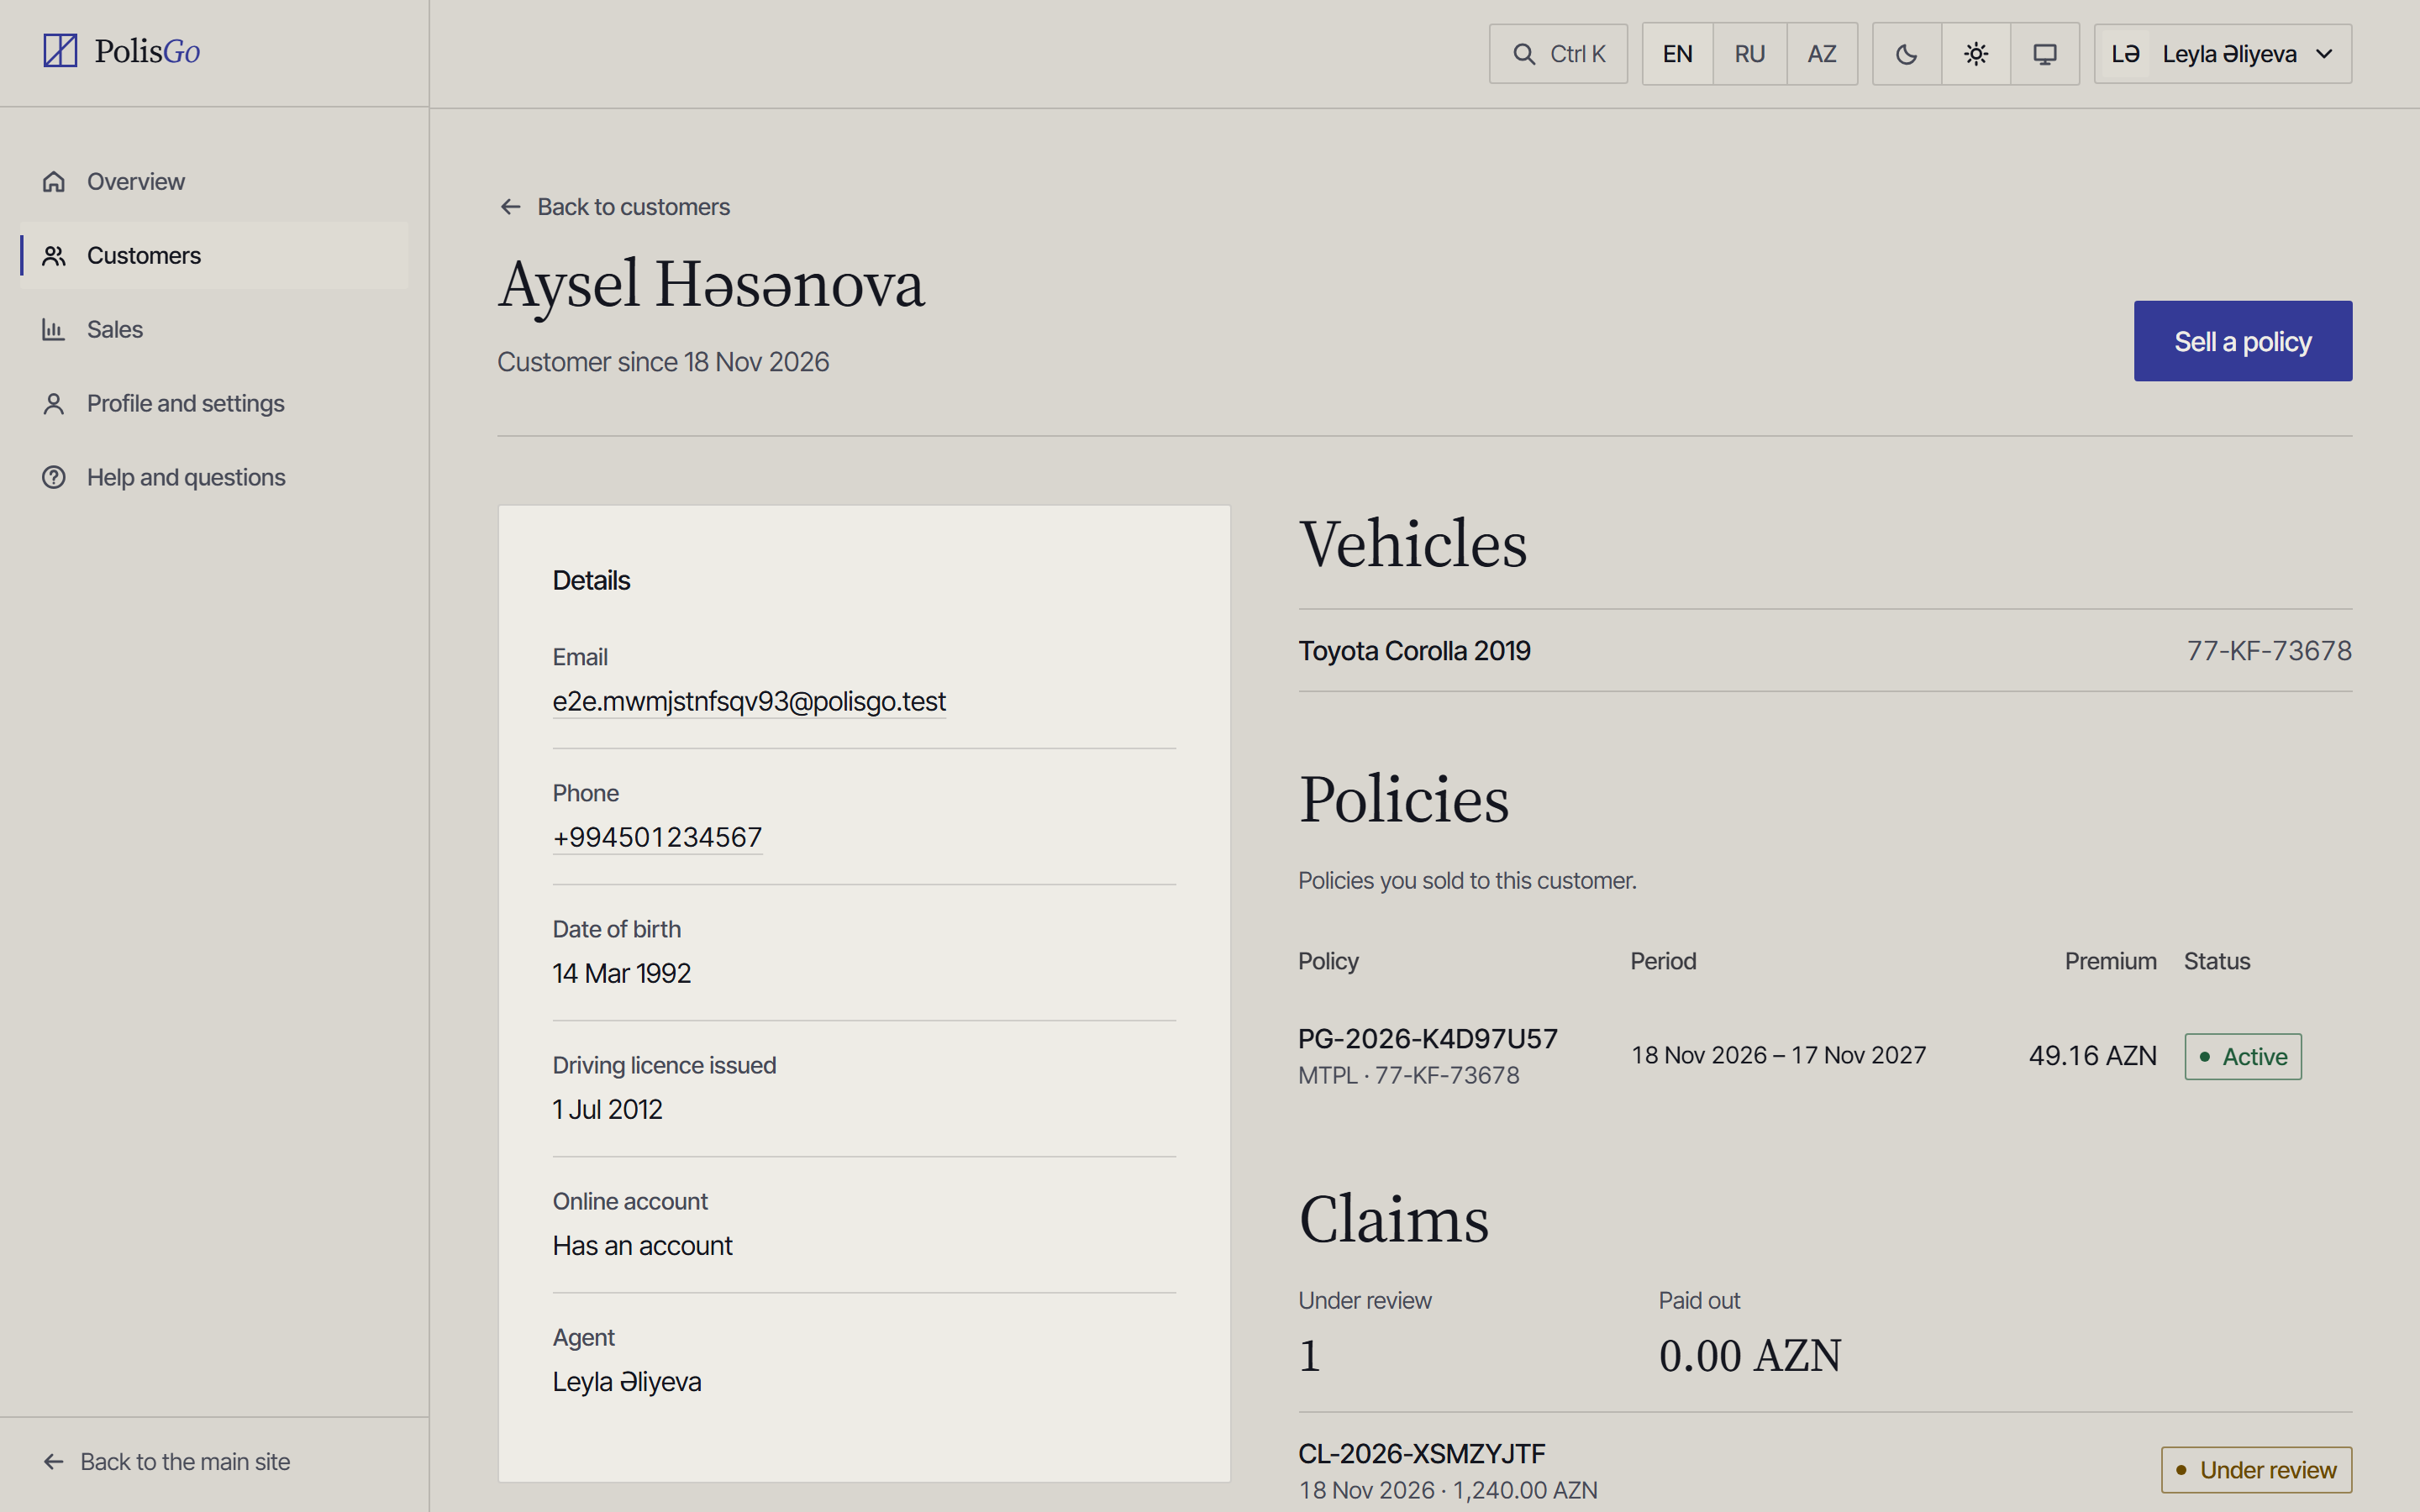 PolisGo
Ctrl K
EN
RU
AZ
LƏ
Leyla Əliyeva
Overview
Customers
Sales
Profile and settings
Help and questions
Back to the main site
Back to customers
Aysel Həsənova
Customer since 18 Nov 2026
Sell a policy
Details
Email
e2e.mwmjstnfsqv93@polisgo.test
Phone
+994501234567
Date of birth
14 Mar 1992
Driving licence issued
1 Jul 2012
Online account
Has an account
Agent
Leyla Əliyeva
Vehicles
Toyota Corolla 2019
77-KF-73678
Policies
Policies you sold to this customer.
Policy Period Premium Status
PG-2026-K4D97U57
MTPL · 77-KF-73678
18 Nov 2026 – 17 Nov 2027
49.16 AZN
Active
Claims
Under review
1
Paid out
0.00 AZN
CL-2026-XSMZYJTF
18 Nov 2026 · 1,240.00 AZN
Under review